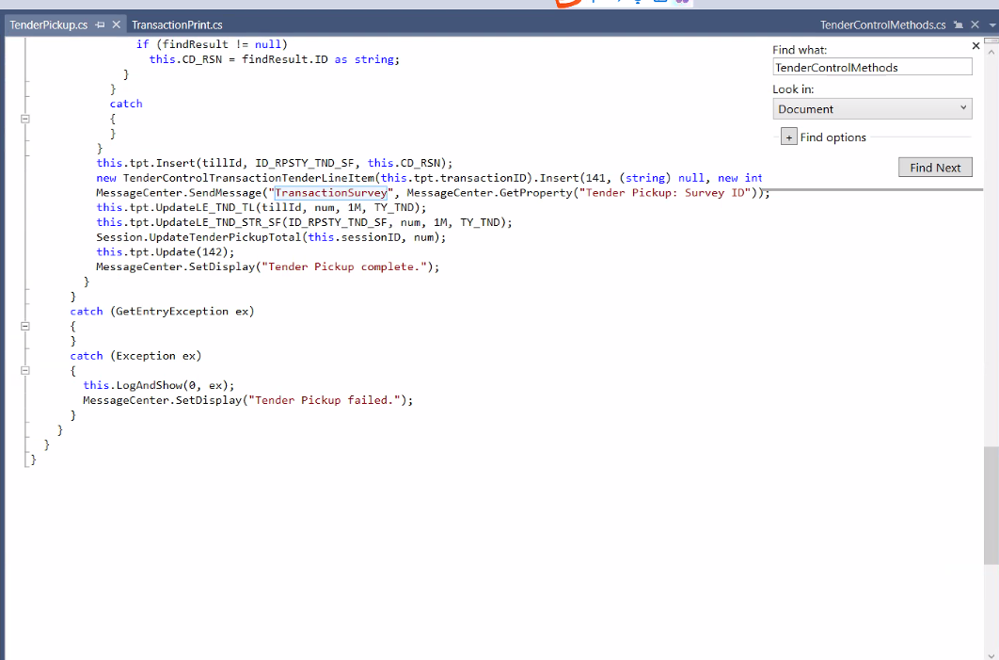 TenderPickup.cs
TransactionPrint.cs
TenderControlMethods.cs
if (findResult != null)
this.CD_RSN = findResult.ID as string;
}
}
catch
{
}
}
this.tpt.Insert(tillId, ID_RPSTY_TND_SF, this.CD_RSN);
new TenderControlTransactionTenderLineItem(this.tpt.transactionID).Insert(141, (string) null, new int
MessageCenter.SendMessage("TransactionSurvey", MessageCenter.GetProperty("Tender Pickup: Survey ID"));
this.tpt.UpdateLE_TND_TL(tillId, num, 1M, TY_TND);
this.tpt.UpdateLE_TND_STR_SF(ID_RPSTY_TND_SF, num, 1M, TY_TND);
Session.UpdateTenderPickupTotal(this.sessionID, num);
this.tpt.Update(142);
MessageCenter.SetDisplay("Tender Pickup complete.");
}
}
catch (GetEntryException ex)
{
}
catch (Exception ex)
{
this.LogAndShow(0, ex);
MessageCenter.SetDisplay("Tender Pickup failed.");
}
}
}
}
Find what:
TenderControlMethods
Look in:
Document
+ Find options
Find Next